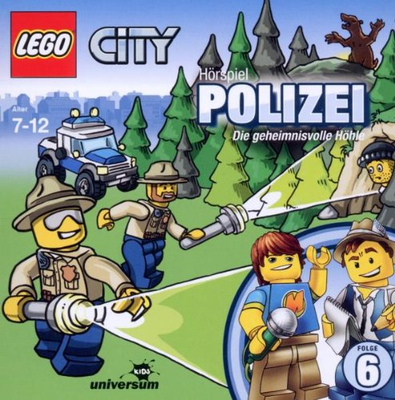 LEGO
CITY
Hörspiel
POLIZEI
Die geheimnisvolle Höhle
Alter
7-12
M
KIDS
universum
FOLGE
6